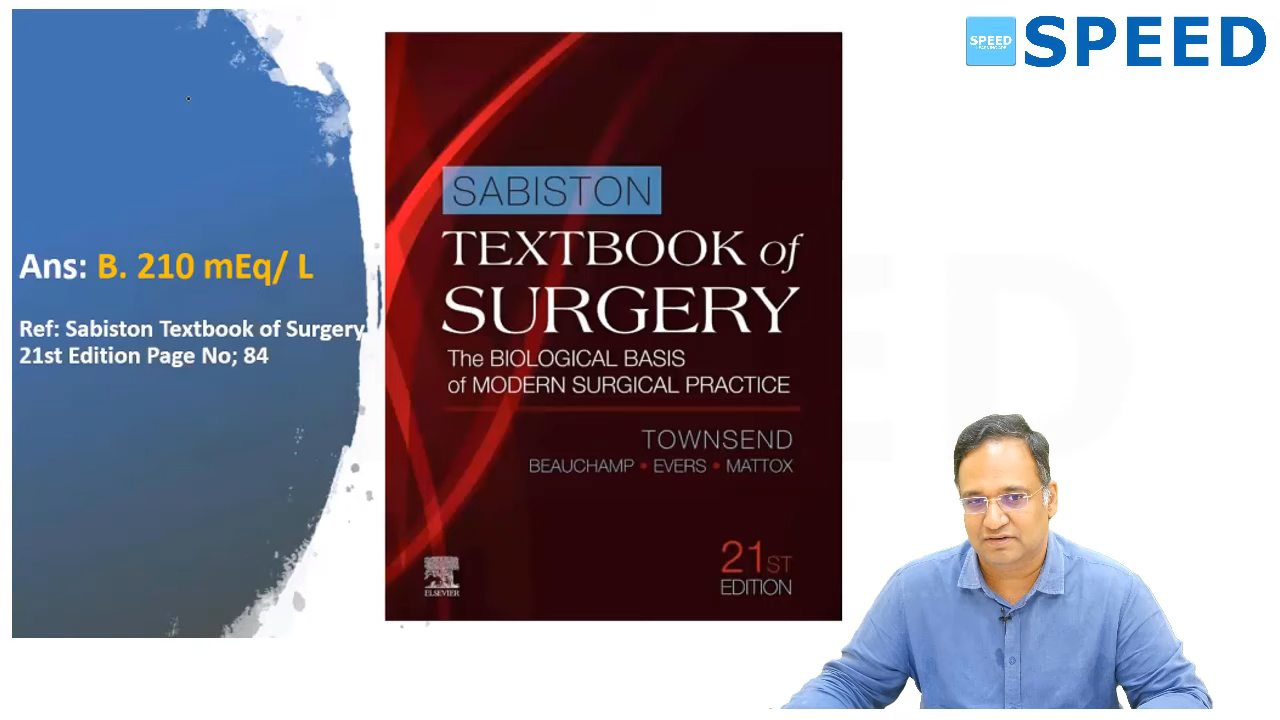 SPEED
SPEED
Ans: B. 210 mEq/ L
Ref: Sabiston Textbook of Surgery
21st Edition Page No; 84
SABISTON
TEXTBOOK of
SURGERY
The BIOLOGICAL BASIS
of MODERN SURGICAL PRACTICE
TOWNSEND
BEAUCHAMP • EVERS • MATTOX
21ST
EDITION
ELSEVIER